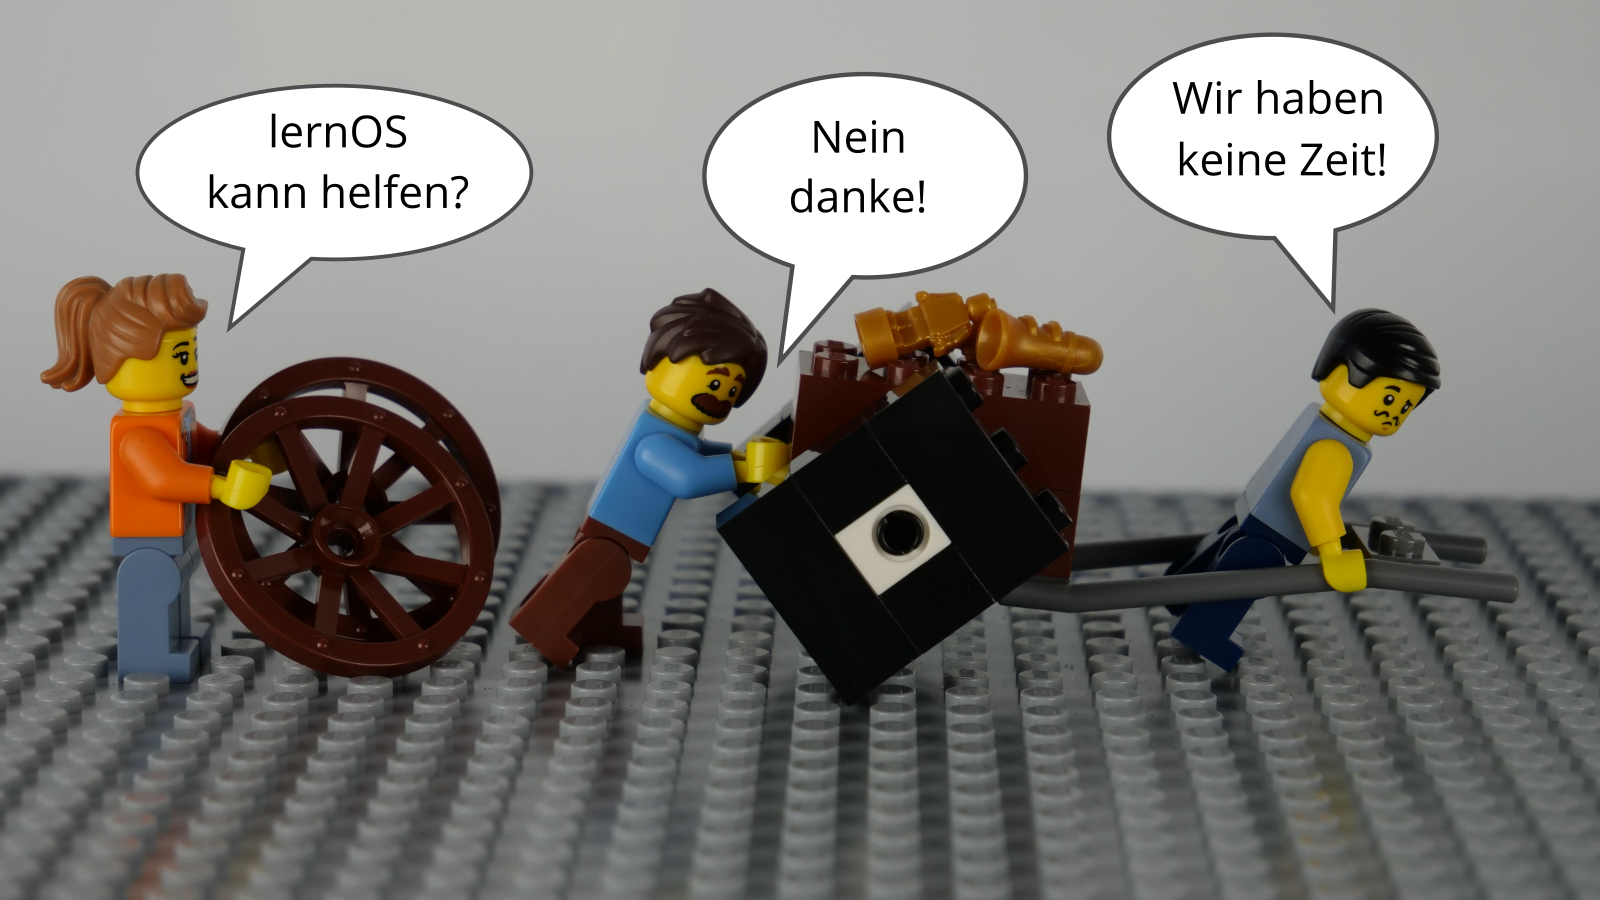 lernOS
kann helfen?
Nein
danke!
Wir haben
keine Zeit!